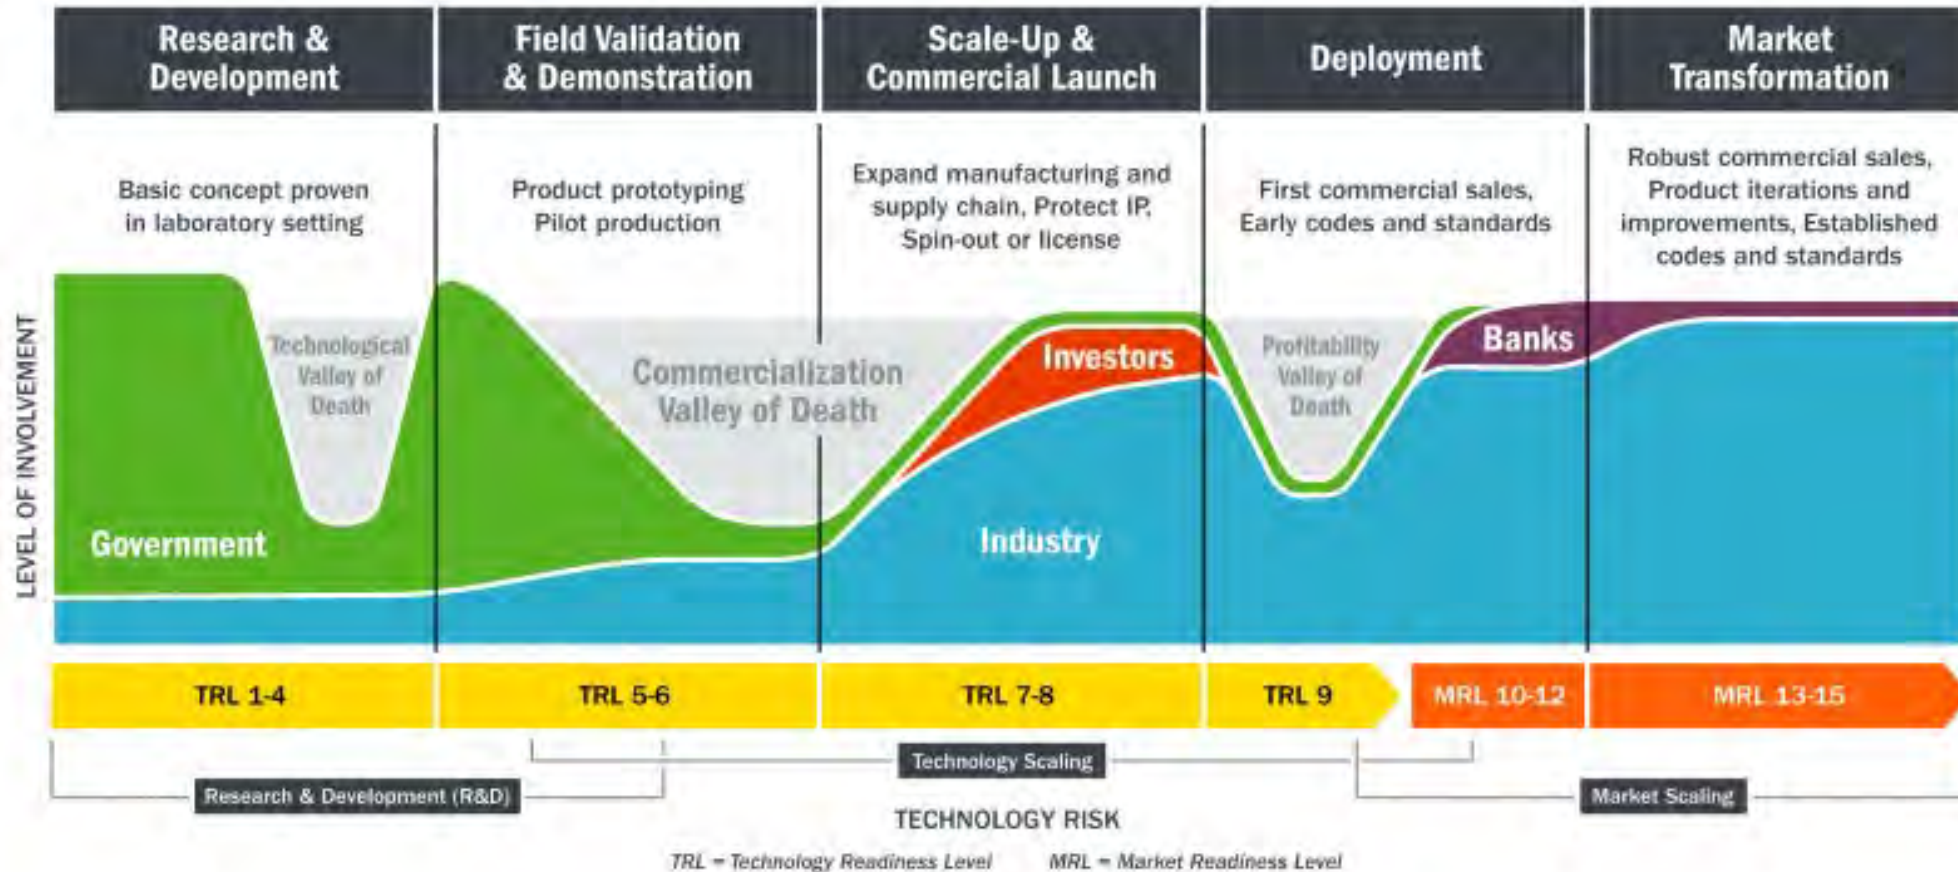 Research &
Development
Field Validation
& Demonstration
Scale-Up &
Commercial Launch
Deployment
Market
Transformation
Basic concept proven
in laboratory setting
Product prototyping
Pilot production
Expand manufacturing and
supply chain, Protect IP,
Spin-out or license
First commercial sales,
Early codes and standards
Robust commercial sales,
Product iterations and
improvements, Established
codes and standards
LEVEL OF INVOLVEMENT
Technological
Valley of
Death
Commercialization
Valley of Death
Investors
Profitability
Valley of
Death
Banks
Government
Industry
TRL 1-4
TRL 5-6
TRL 7-8
TRL 9
MRL 10-12
MRL 13-15
Technology Scaling
Research & Development (R&D)
Market Scaling
TECHNOLOGY RISK
TRL = Technology Readiness Level
MRL = Market Readiness Level